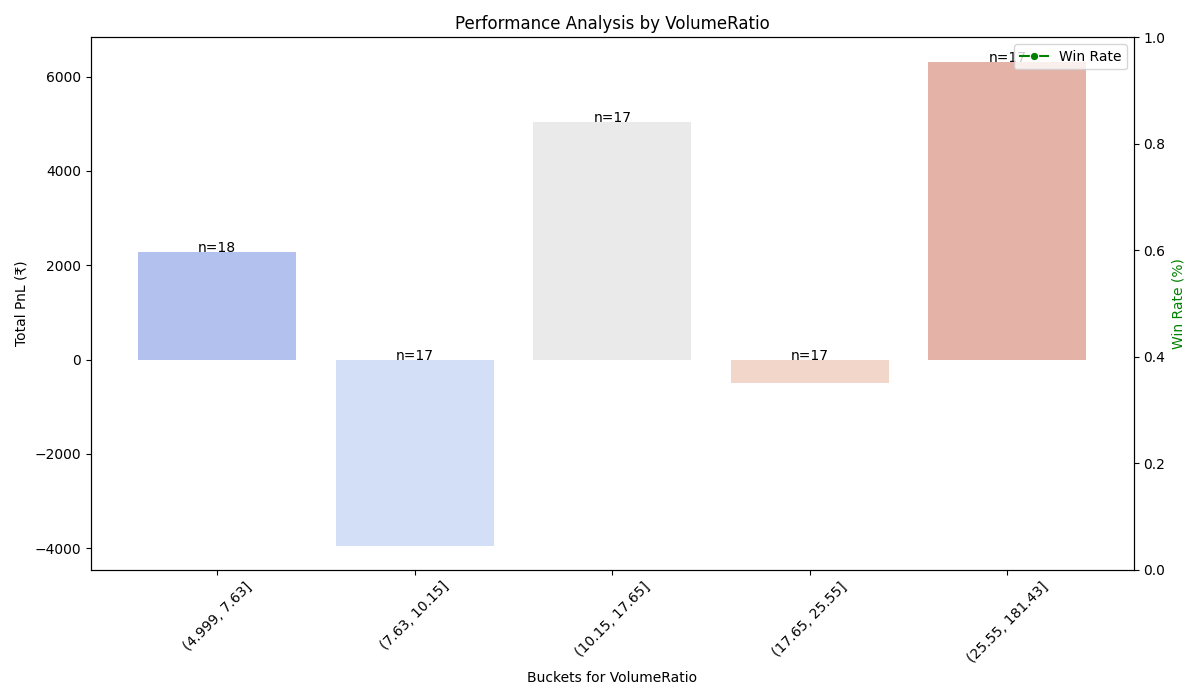 Performance Analysis by VolumeRatio
Win Rate
n=18
n=17
n=17
n=17
n=17
6000
4000
2000
0
−2000
−4000
Total PnL (₹)
1.0
0.8
0.6
0.4
0.2
0.0
Win Rate (%)
(4.999, 7.63]
(7.63, 10.15]
(10.15, 17.65]
(17.65, 25.55]
(25.55, 181.43]
Buckets for VolumeRatio